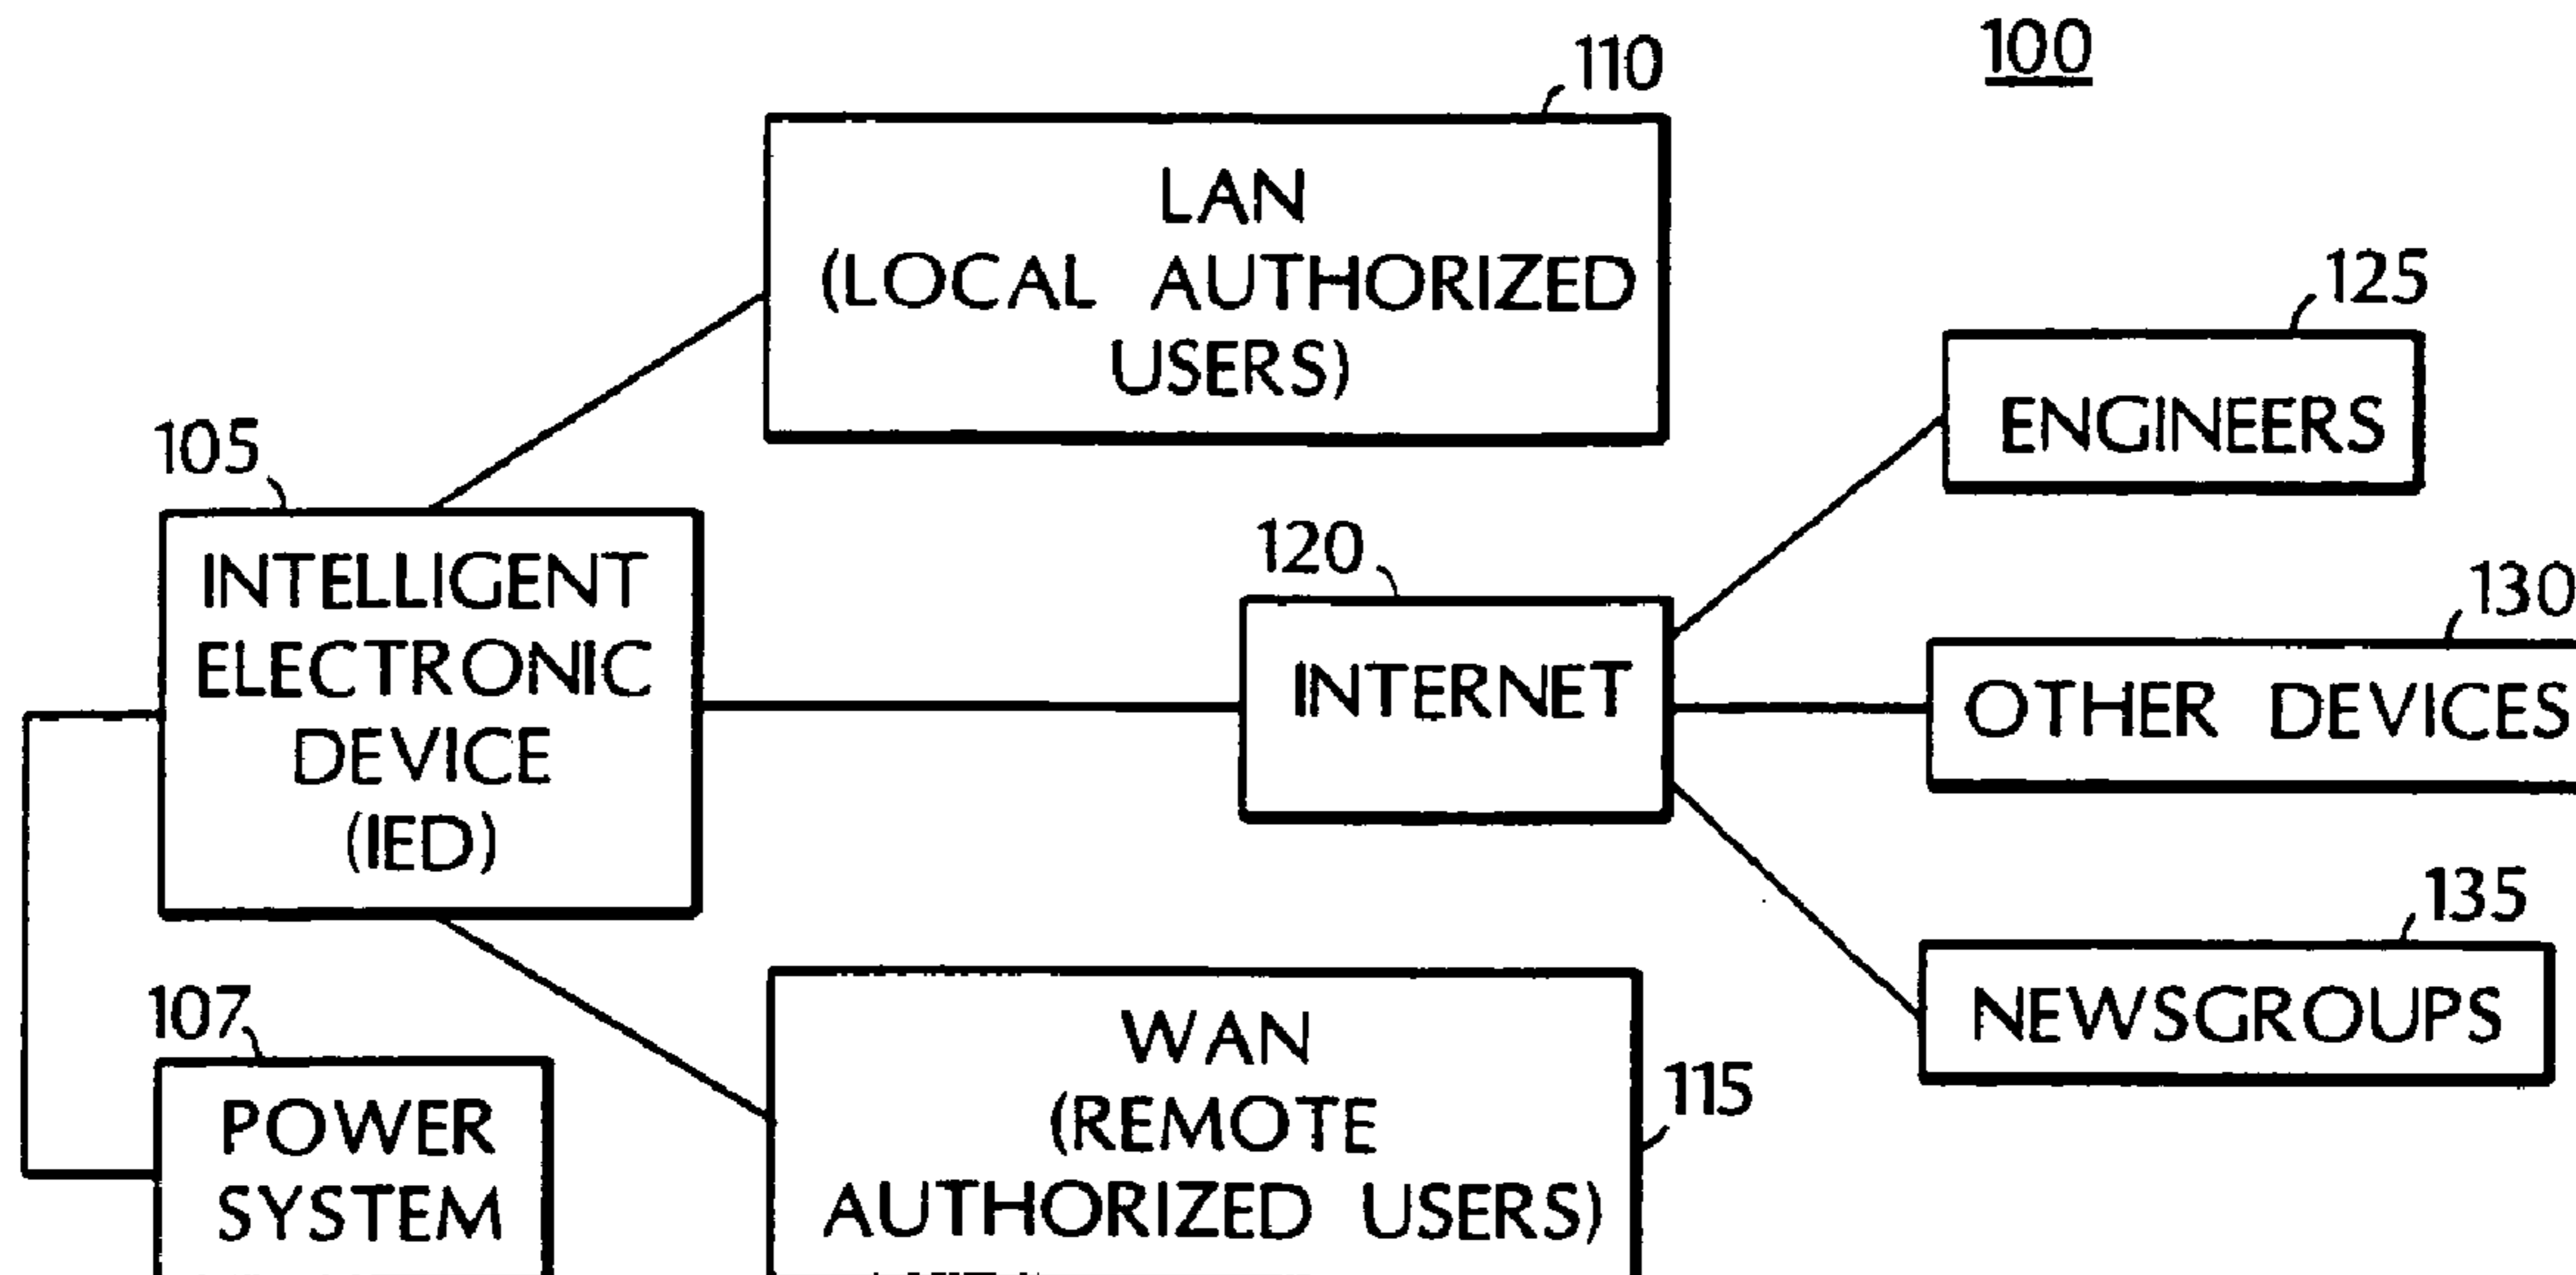 100
110
LAN
(LOCAL AUTHORIZED
USERS)
125
ENGINEERS
105
INTELLIGENT
ELECTRONIC
DEVICE
(IED)
120
INTERNET
130
OTHER DEVICES
135
NEWSGROUPS
107
POWER
SYSTEM
115
WAN
(REMOTE
AUTHORIZED USERS)